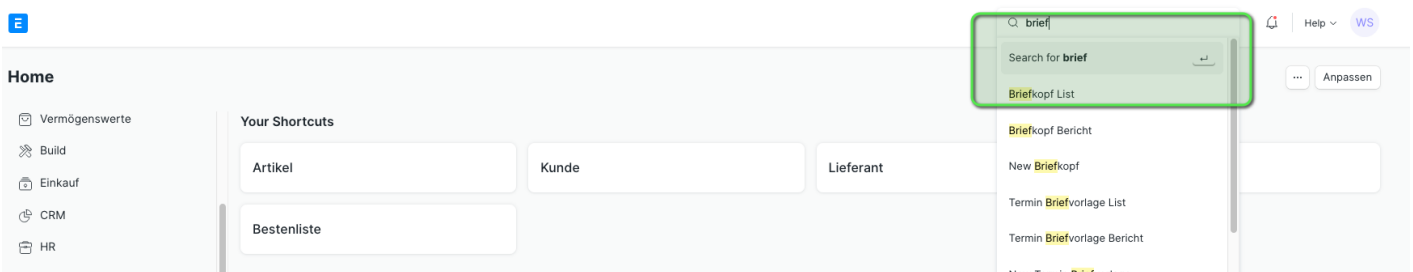 E
brief
Help
WS
Search for brief
Home
Anpassen
Briefkopf List
Vermögenswerte
Your Shortcuts
Briefkopf Bericht
Build
Artikel
Kunde
Lieferant
New Briefkopf
Einkauf
Termin Briefvorlage List
CRM
Bestenliste
Termin Briefvorlage Bericht
HR